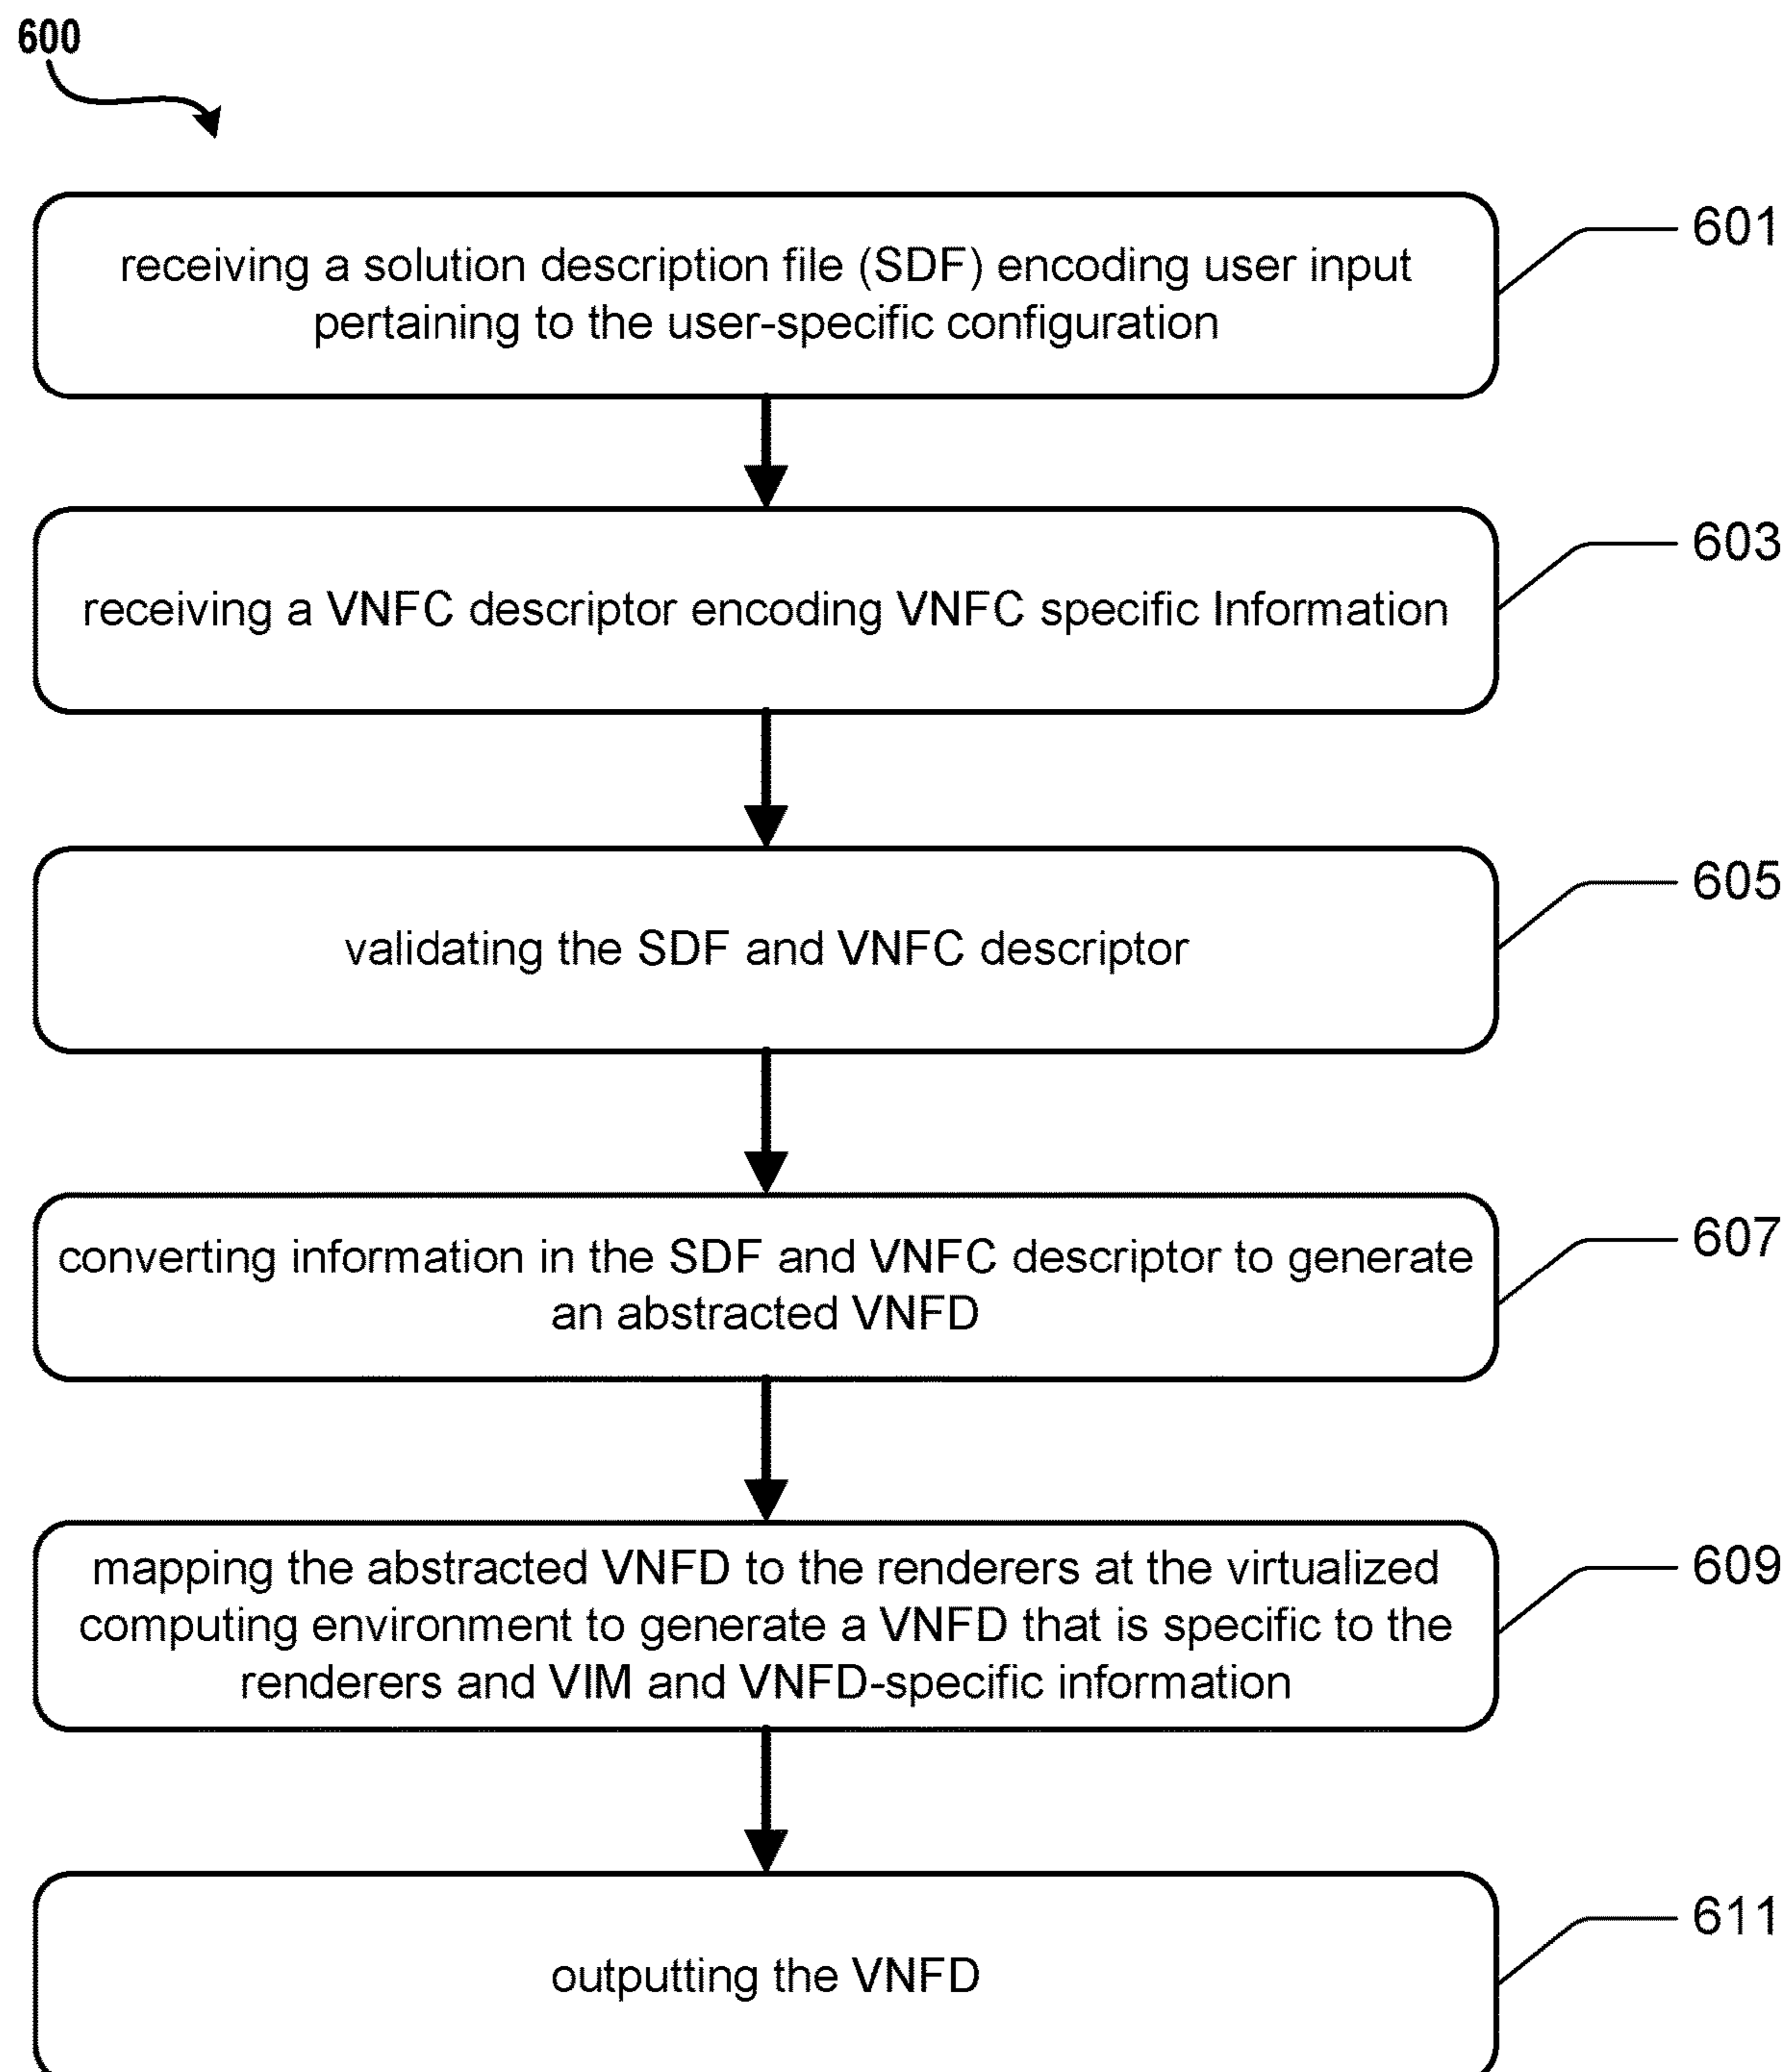 600
601
receiving a solution description file (SDF) encoding user input
pertaining to the user-specific configuration
603
receiving a VNFC descriptor encoding VNFC specific Information
605
validating the SDF and VNFC descriptor
607
converting information in the SDF and VNFC descriptor to generate
an abstracted VNFD
609
mapping the abstracted VNFD to the renderers at the virtualized
computing environment to generate a VNFD that is specific to the
renderers and VIM and VNFD-specific information
611
outputting the VNFD